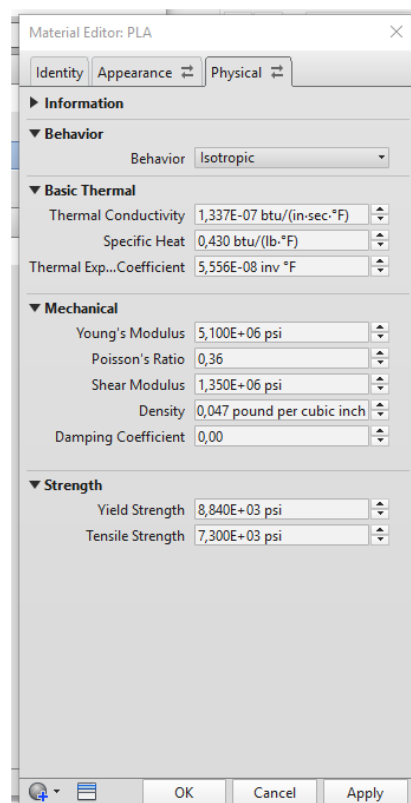 Material Editor: PLA
Identity Appearance Physical
Information
Behavior
Behavior Isotropic
Basic Thermal
Thermal Conductivity 1,337E-07 btu/(in·sec·°F)
Specific Heat 0,430 btu/(lb·°F)
Thermal Exp...Coefficient 5,556E-08 inv °F
Mechanical
Young's Modulus 5,100E+06 psi
Poisson's Ratio 0,36
Shear Modulus 1,350E+06 psi
Density 0,047 pound per cubic inch
Damping Coefficient 0,00
Strength
Yield Strength 8,840E+03 psi
Tensile Strength 7,300E+03 psi
OK Cancel Apply